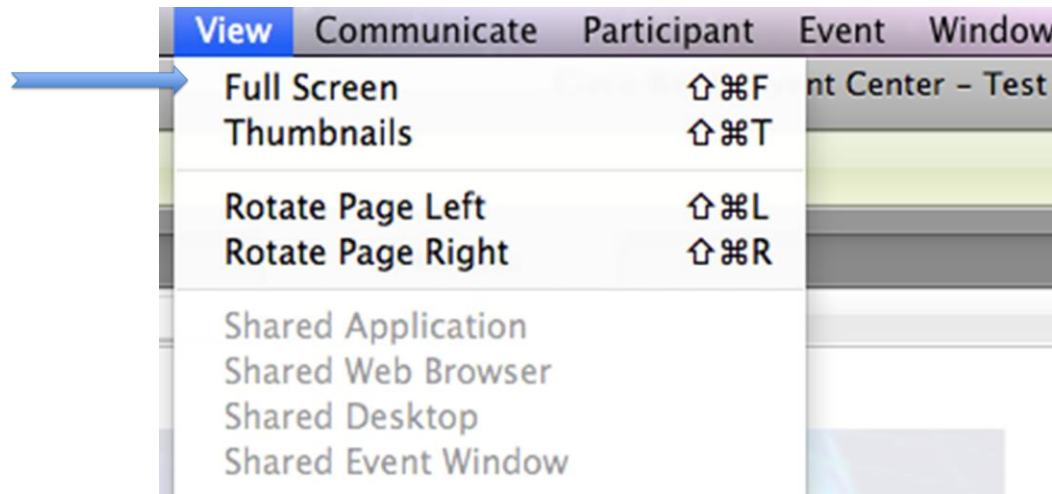 View Communicate Participant Event Window
Full Screen ⇧⌘F nt Center – Test
Thumbnails ⇧⌘T
Rotate Page Left ⇧⌘L
Rotate Page Right ⇧⌘R
Shared Application
Shared Web Browser
Shared Desktop
Shared Event Window